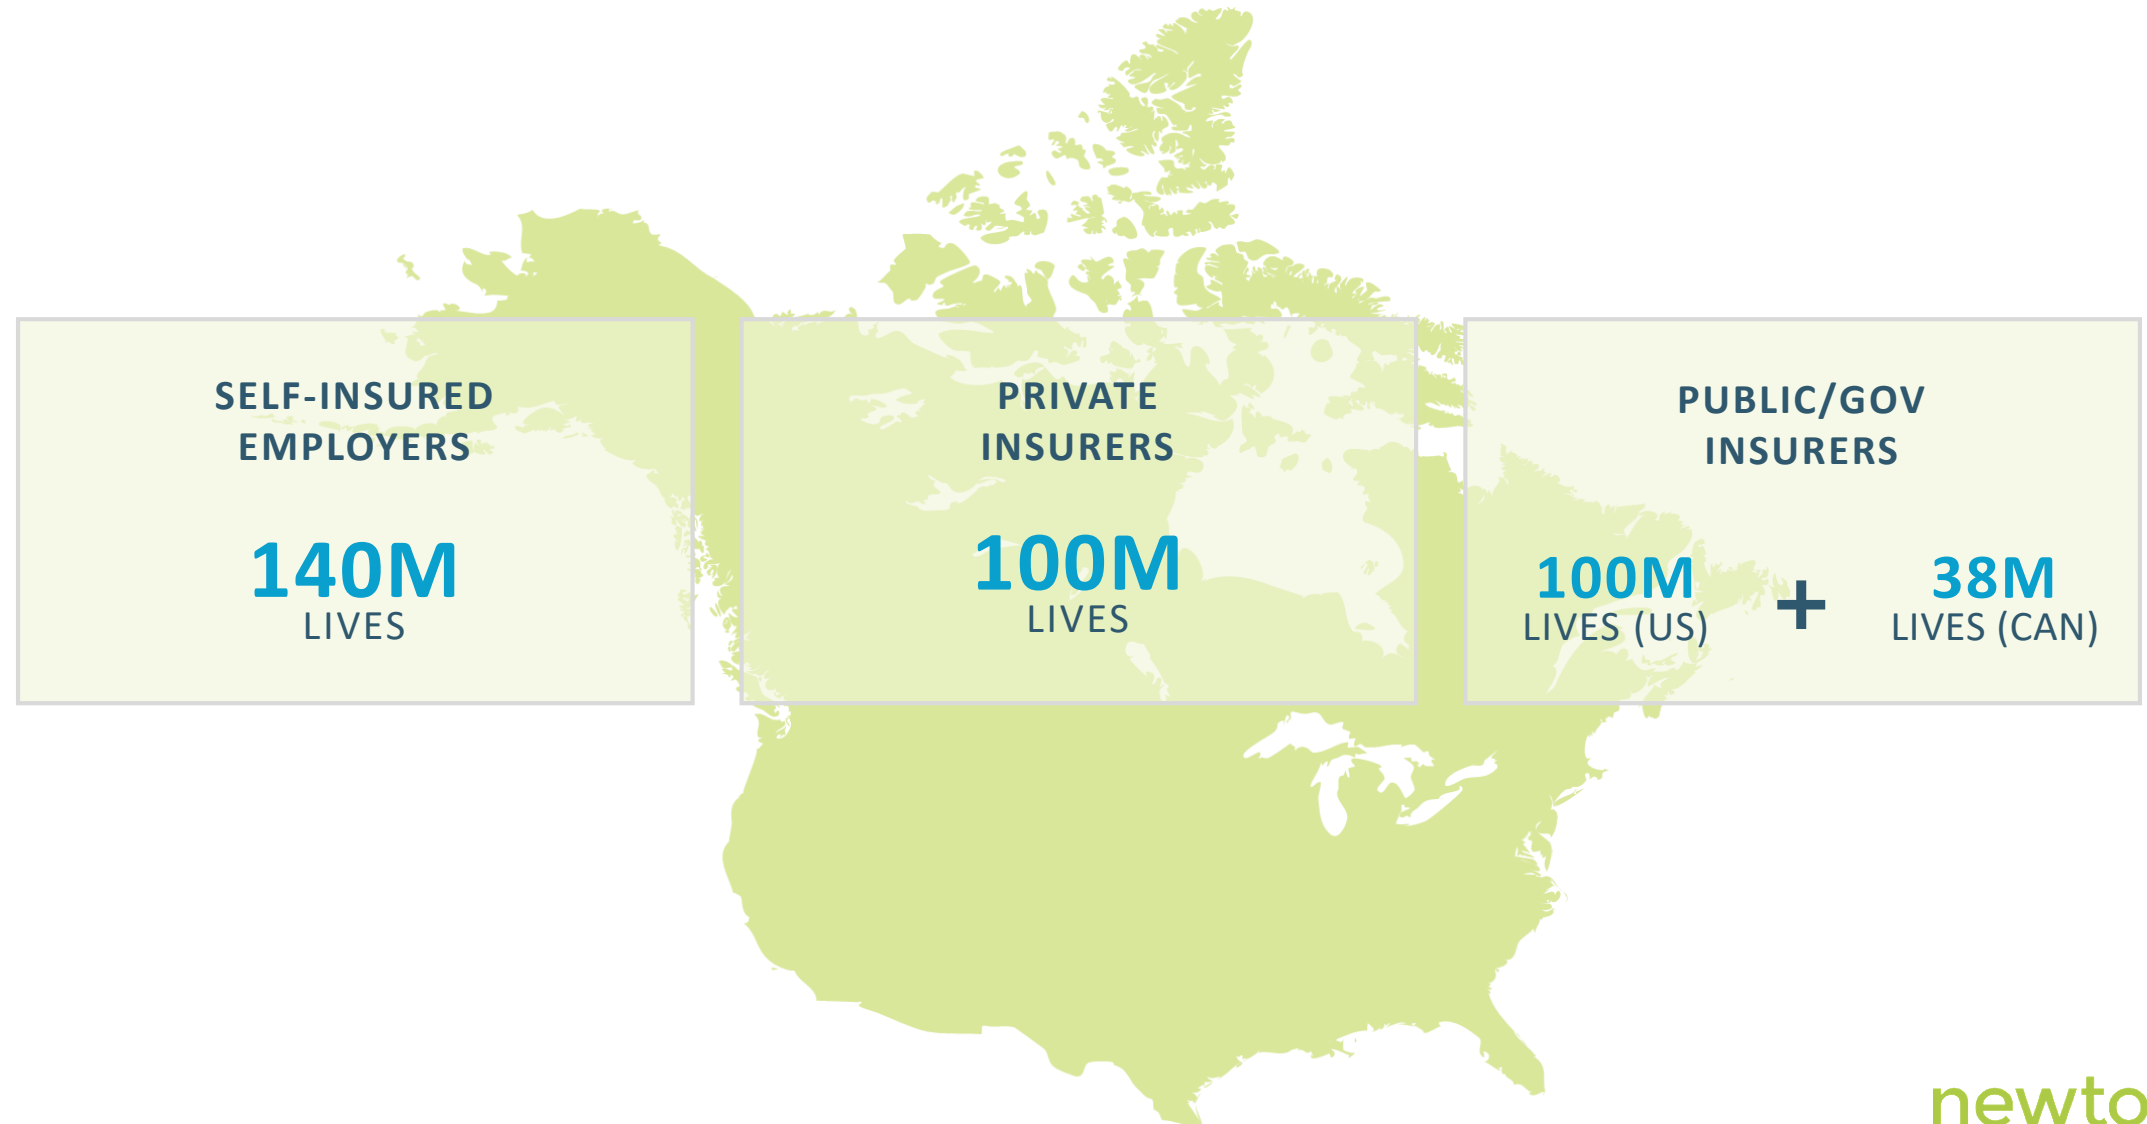 SELF-INSURED
EMPLOYERS
140M
LIVES
PRIVATE
INSURERS
100M
LIVES
PUBLIC/GOV
INSURERS
100M
LIVES (US)
+
38M
LIVES (CAN)
newto